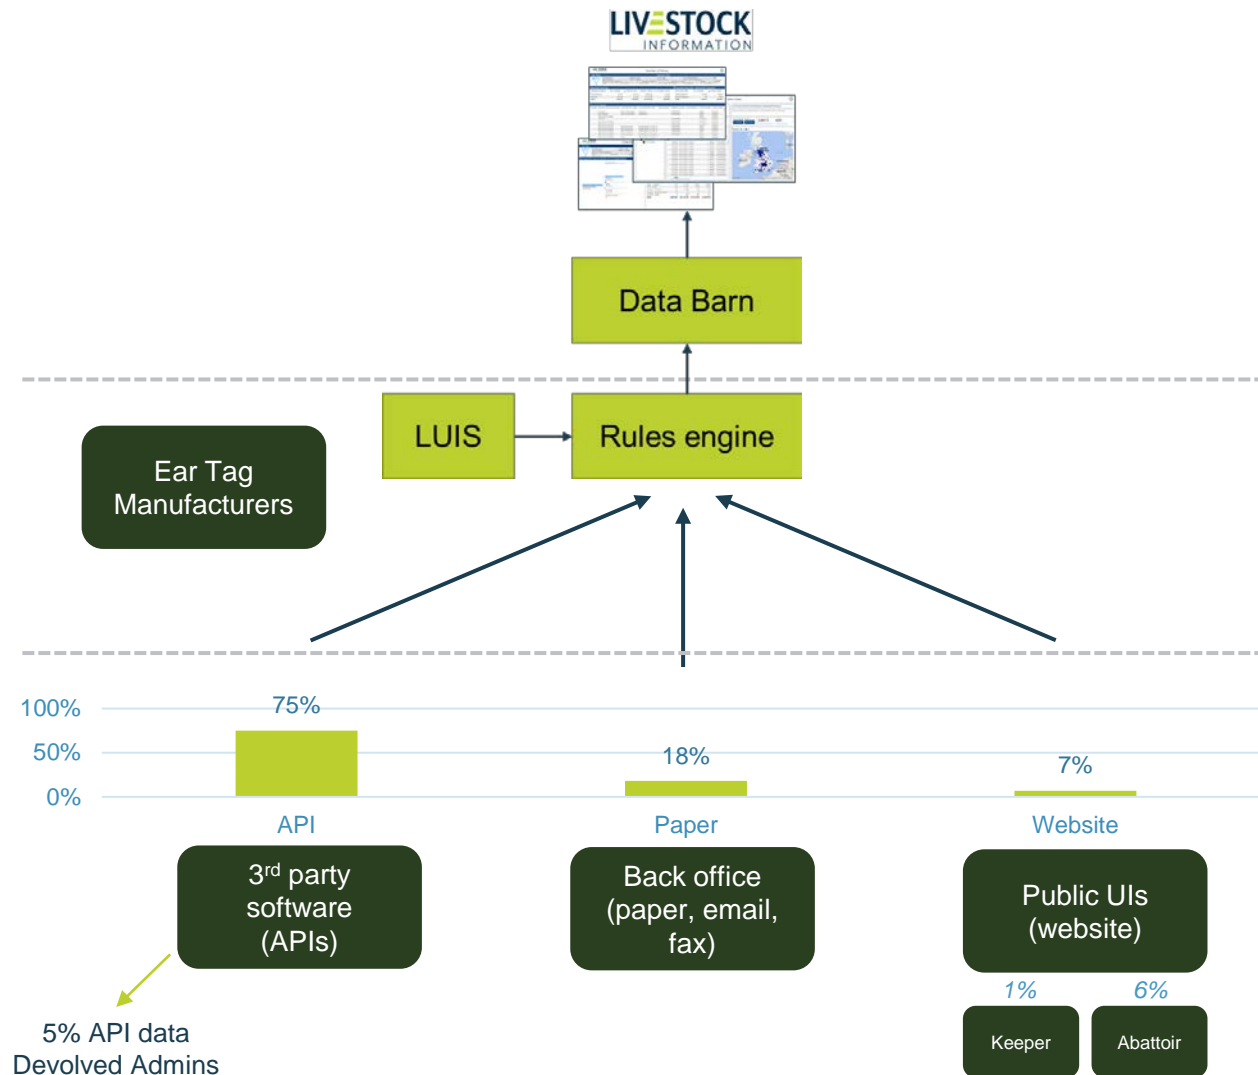 LIVESTOCK
INFORMATION
Data Barn
LUIS
Rules engine
Ear Tag
Manufacturers
100%
50%
0%
75%
18%
7%
API
Paper
Website
3rd party
software
(APIs)
Back office
(paper, email,
fax)
Public UIs
(website)
1%
6%
Keeper
Abattoir
5% API data
Devolved Admins